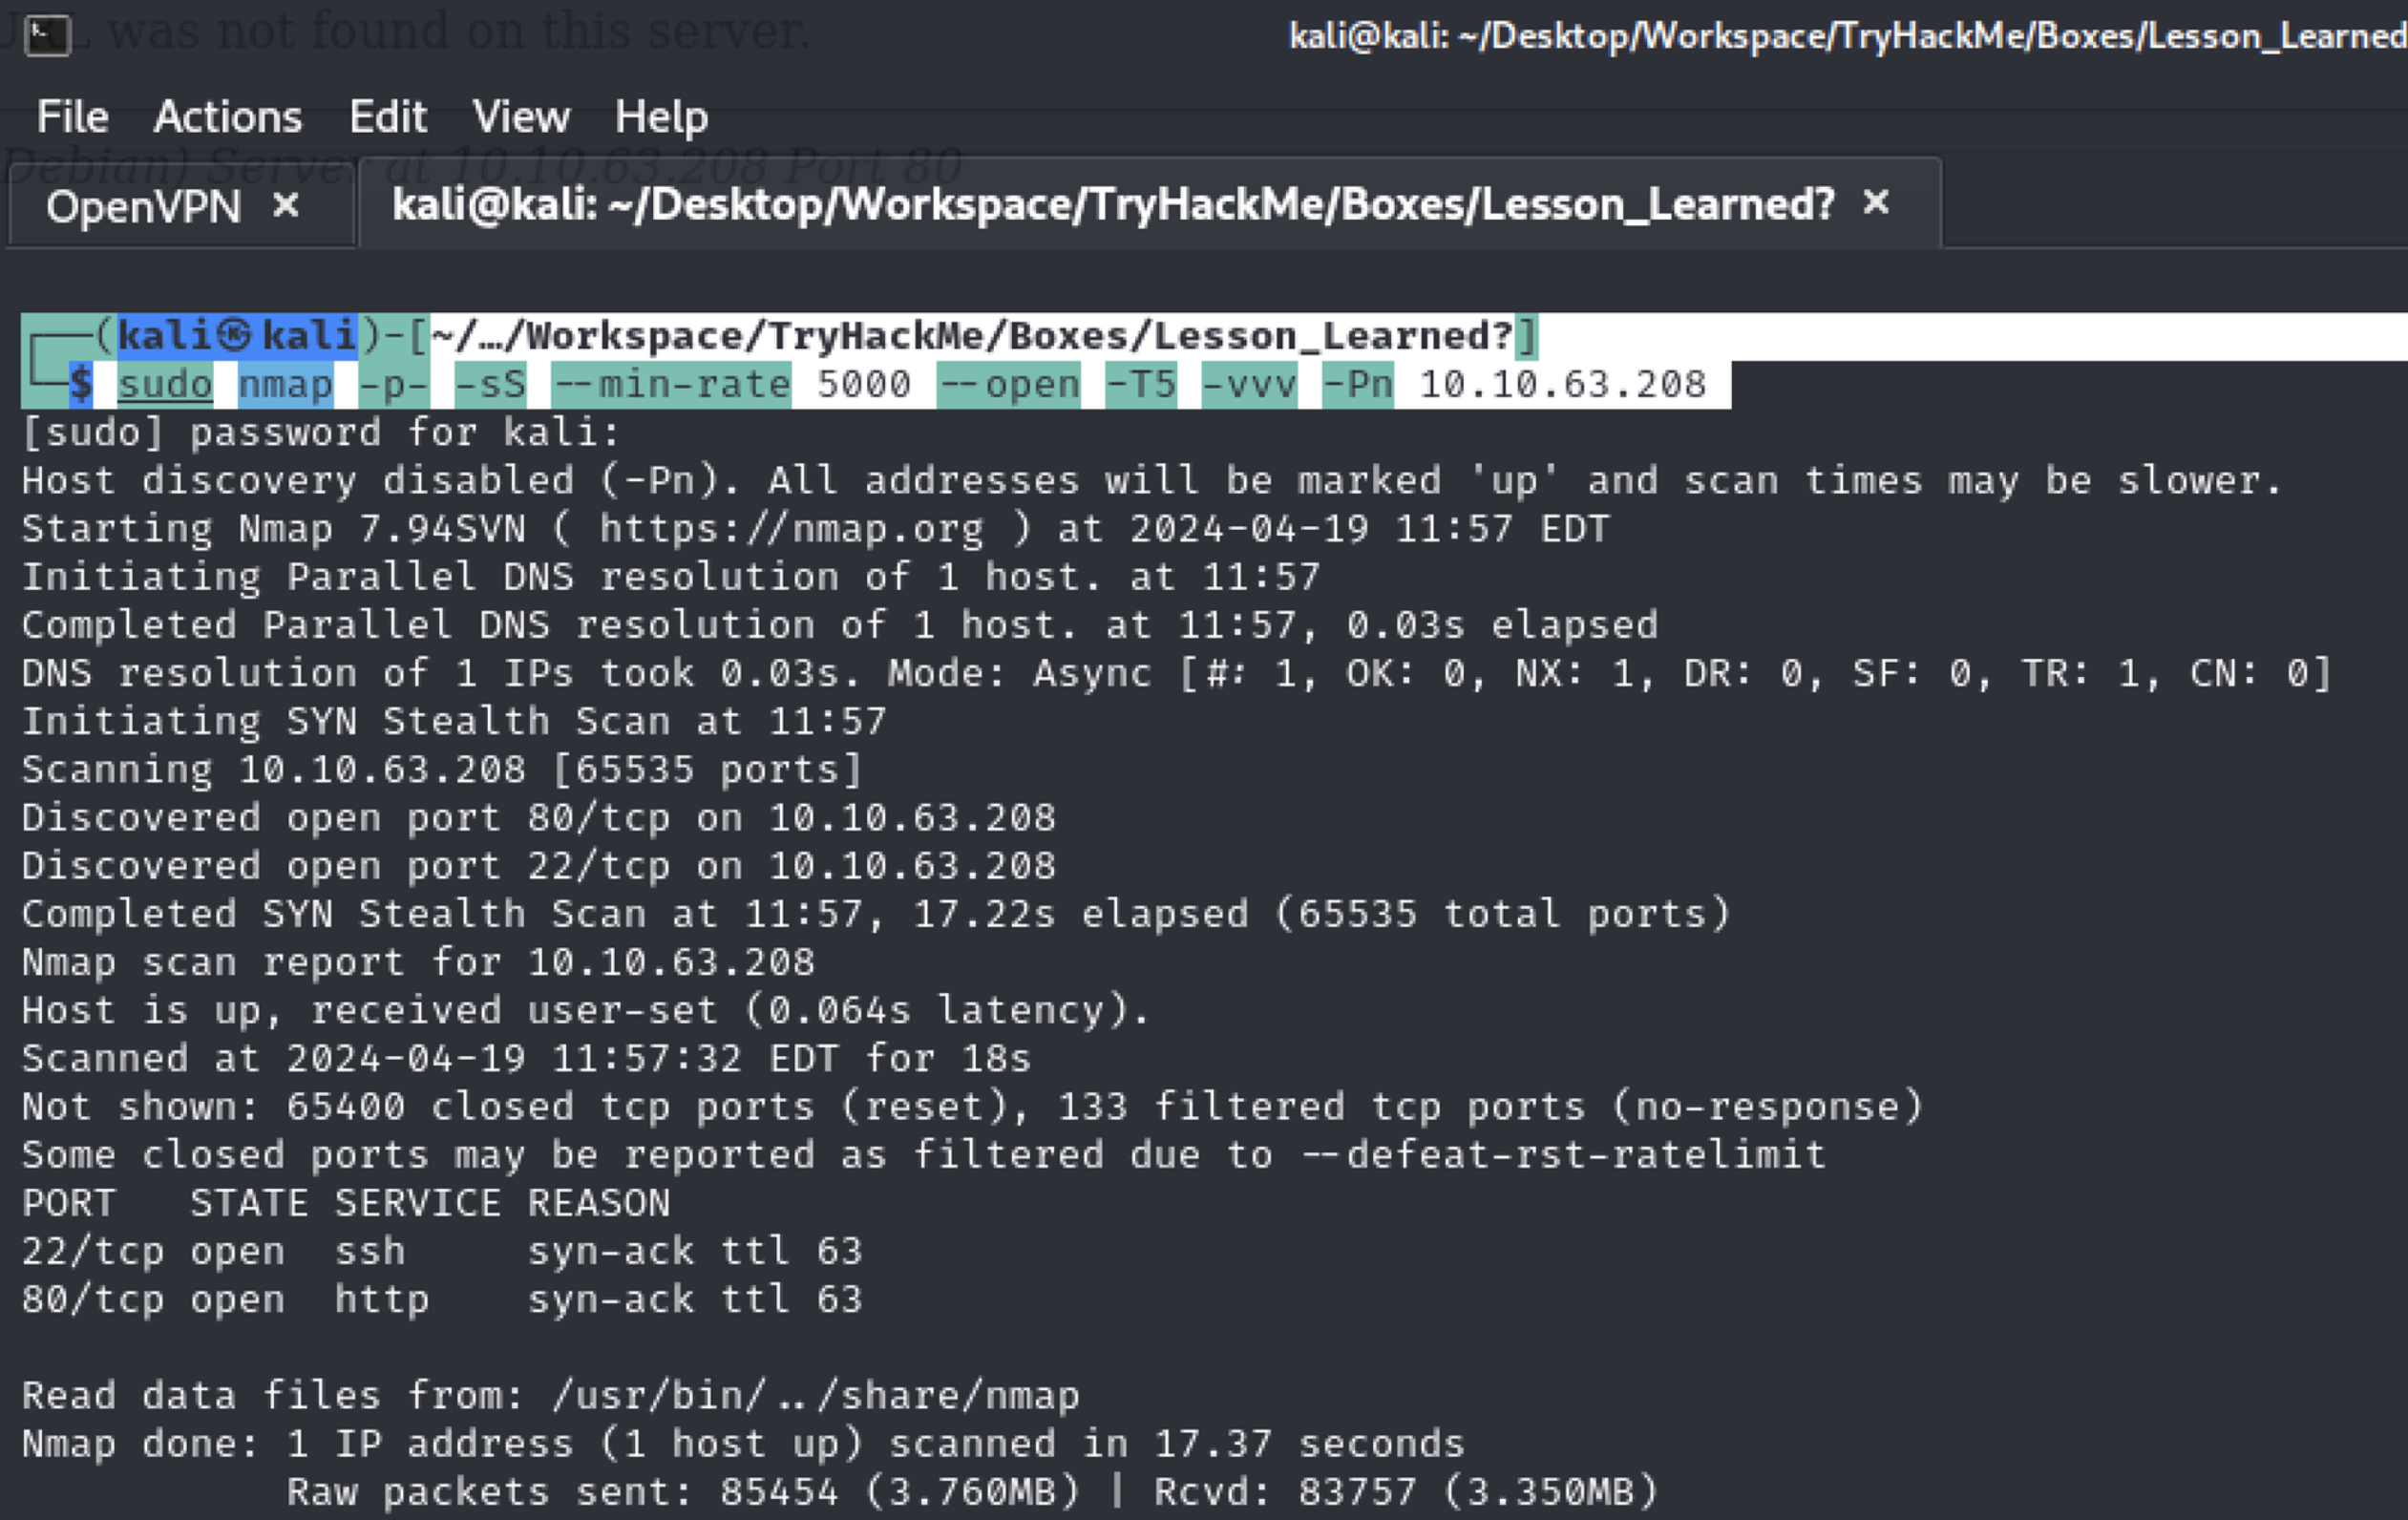 URL was not found on this server.
kali@kali: ~/Desktop/Workspace/TryHackMe/Boxes/Lesson_Learned
File Actions Edit View Help
Debian) Server at 10.10.63.208 Port 80
OpenVPN × kali@kali: ~/Desktop/Workspace/TryHackMe/Boxes/Lesson_Learned? ×
┌──(kali㉿kali)-[~/…/Workspace/TryHackMe/Boxes/Lesson_Learned?]
└─$ sudo nmap -p- -sS --min-rate 5000 --open -T5 -vvv -Pn 10.10.63.208
[sudo] password for kali:
Host discovery disabled (-Pn). All addresses will be marked 'up' and scan times may be slower.
Starting Nmap 7.94SVN ( https://nmap.org ) at 2024-04-19 11:57 EDT
Initiating Parallel DNS resolution of 1 host. at 11:57
Completed Parallel DNS resolution of 1 host. at 11:57, 0.03s elapsed
DNS resolution of 1 IPs took 0.03s. Mode: Async [#: 1, OK: 0, NX: 1, DR: 0, SF: 0, TR: 1, CN: 0]
Initiating SYN Stealth Scan at 11:57
Scanning 10.10.63.208 [65535 ports]
Discovered open port 80/tcp on 10.10.63.208
Discovered open port 22/tcp on 10.10.63.208
Completed SYN Stealth Scan at 11:57, 17.22s elapsed (65535 total ports)
Nmap scan report for 10.10.63.208
Host is up, received user-set (0.064s latency).
Scanned at 2024-04-19 11:57:32 EDT for 18s
Not shown: 65400 closed tcp ports (reset), 133 filtered tcp ports (no-response)
Some closed ports may be reported as filtered due to --defeat-rst-ratelimit
PORT   STATE SERVICE REASON
22/tcp open  ssh     syn-ack ttl 63
80/tcp open  http    syn-ack ttl 63
Read data files from: /usr/bin/../share/nmap
Nmap done: 1 IP address (1 host up) scanned in 17.37 seconds
Raw packets sent: 85454 (3.760MB) | Rcvd: 83757 (3.350MB)